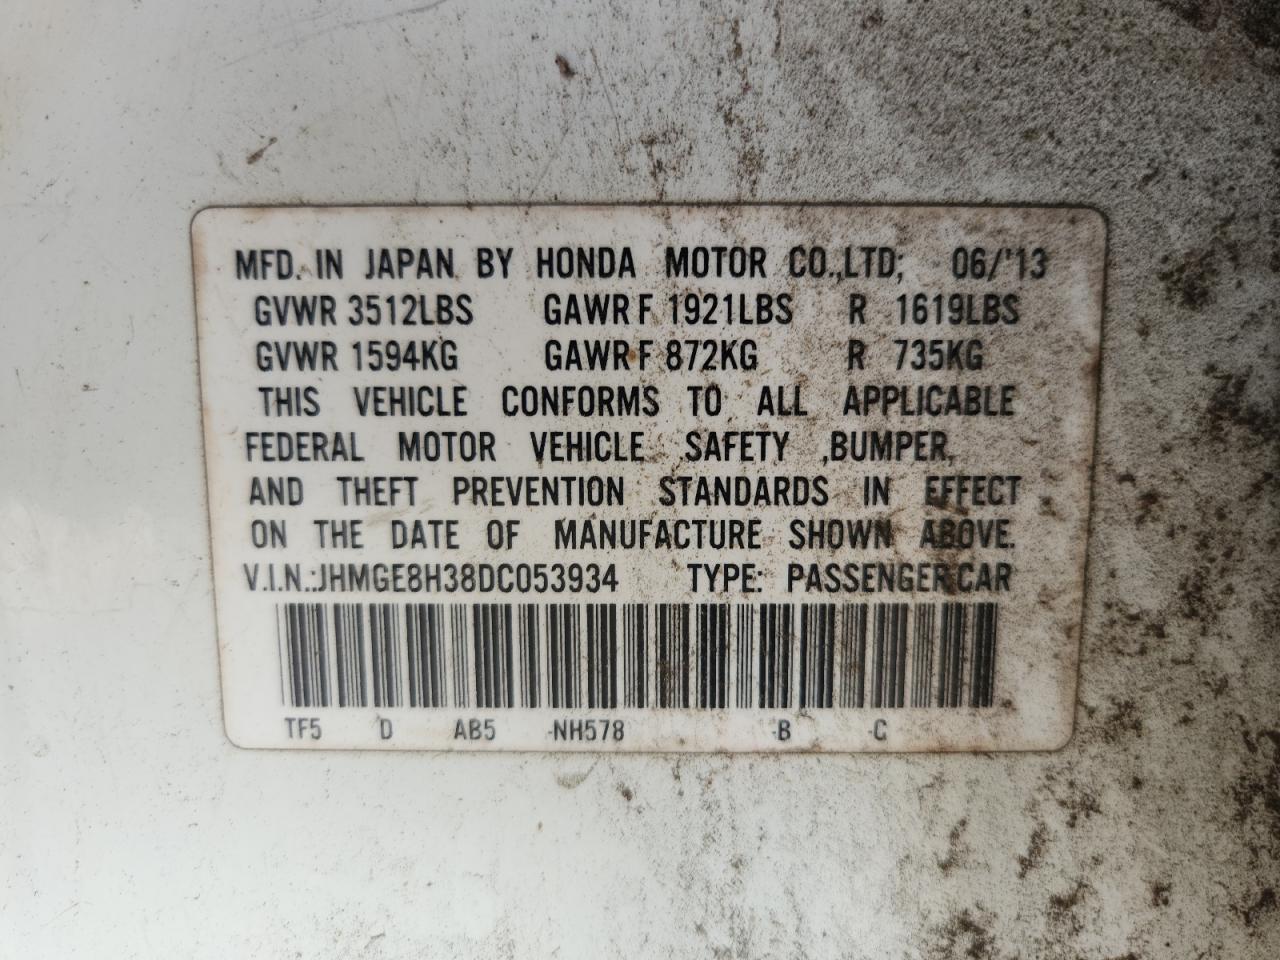 MFD. IN JAPAN BY HONDA MOTOR CO.,LTD; 06/'13
GVWR 3512LBS GAWR F 1921LBS R 1619LBS
GVWR 1594KG GAWR F 872KG R 735KG
THIS VEHICLE CONFORMS TO ALL APPLICABLE
FEDERAL MOTOR VEHICLE SAFETY ,BUMPER,
AND THEFT PREVENTION STANDARDS IN EFFECT
ON THE DATE OF MANUFACTURE SHOWN ABOVE.
V.I.N.:JHMGE8H38DC053934 TYPE: PASSENGER CAR
TF5 D AB5 -NH578 -B -C